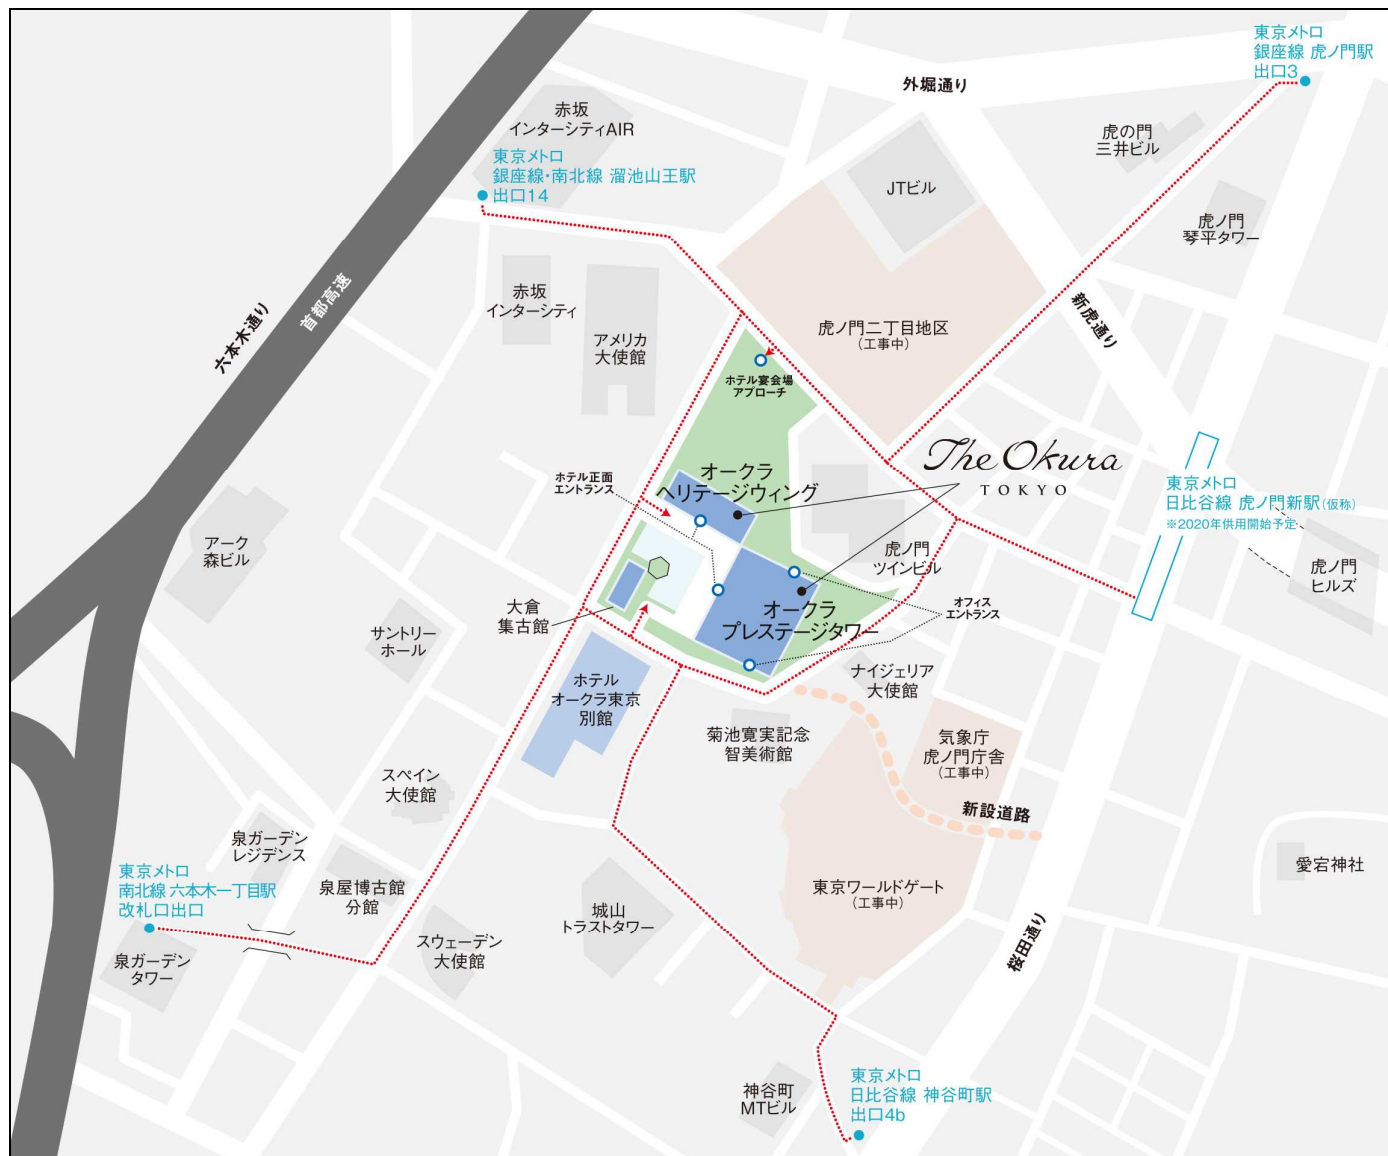 東京メトロ
銀座線 虎ノ門駅
出口3
外堀通り
赤坂
インターシティAIR
虎の門
三井ビル
東京メトロ
銀座線・南北線 溜池山王駅
出口14
JTビル
虎ノ門
琴平タワー
首都高速
六本木通り
赤坂
インターシティ
アメリカ
大使館
虎ノ門二丁目地区
(工事中)
新虎通り
ホテル宴会場
アプローチ
The Okura
TOKYO
オークラ
ヘリテージウィング
ホテル正面
エントランス
東京メトロ
日比谷線 虎ノ門新駅(仮称)
※2020年供用開始予定
アーク
森ビル
虎ノ門
ツインビル
虎ノ門
ヒルズ
大倉
集古館
オークラ
プレステージタワー
オフィス
エントランス
サントリー
ホール
ホテル
オークラ東京
別館
ナイジェリア
大使館
菊池寛実記念
智美術館
気象庁
虎ノ門庁舎
(工事中)
スペイン
大使館
新設道路
泉ガーデン
レジデンス
愛宕神社
東京メトロ
南北線 六本木一丁目駅
改札口出口
泉屋博古館
分館
東京ワールドゲート
(工事中)
城山
トラストタワー
桜田通り
スウェーデン
大使館
泉ガーデン
タワー
神谷町
MTビル
東京メトロ
日比谷線 神谷町駅
出口4b